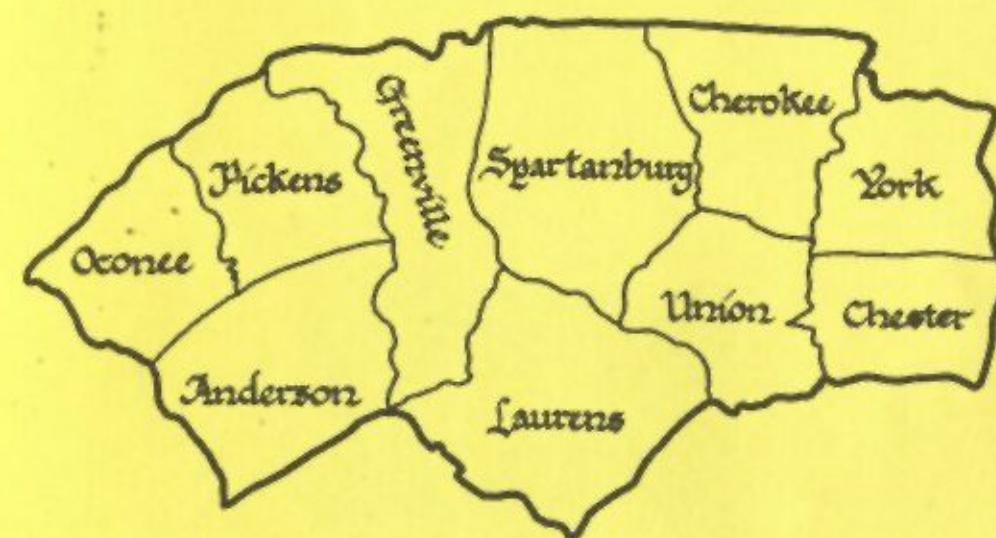 Greenville
Cherokee
Spartanburg
Pickens
York
Oconee
Union
Chester
Anderson
Laurens